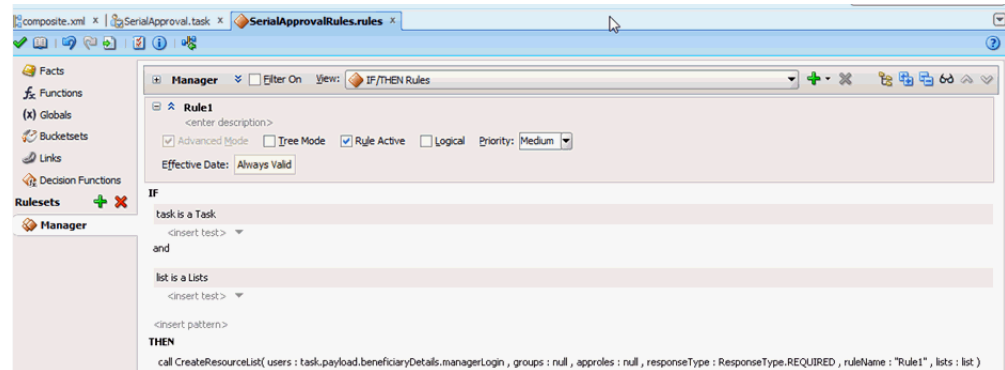 composite.xml x SerialApproval.task x SerialApprovalRules.rules x
Facts
fx Functions
(x) Globals
Bucketsets
Links
Decision Functions
Rulesets
Manager
Manager Filter On View: IF/THEN Rules
Rule1
<enter description>
Advanced Mode Tree Mode Rule Active Logical Priority: Medium
Effective Date: Always Valid
IF
task is a Task
<insert test>
and
list is a Lists
<insert test>
<insert pattern>
THEN
call CreateResourceList( users : task.payload.beneficiaryDetails.managerLogin , groups : null , approles : null , responseType : ResponseType.REQUIRED , ruleName : "Rule1" , lists : list )